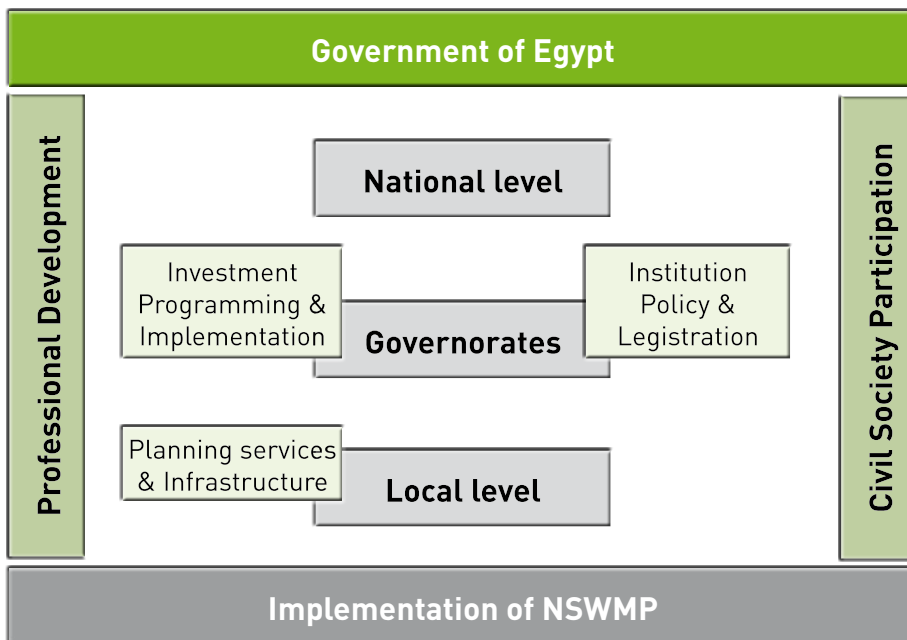 Government of Egypt
Professional Development
National level
Investment
Programming &
Implementation
Institution
Policy &
Legistration
Governorates
Planning services
& Infrastructure
Local level
Civil Society Participation
Implementation of NSWMP